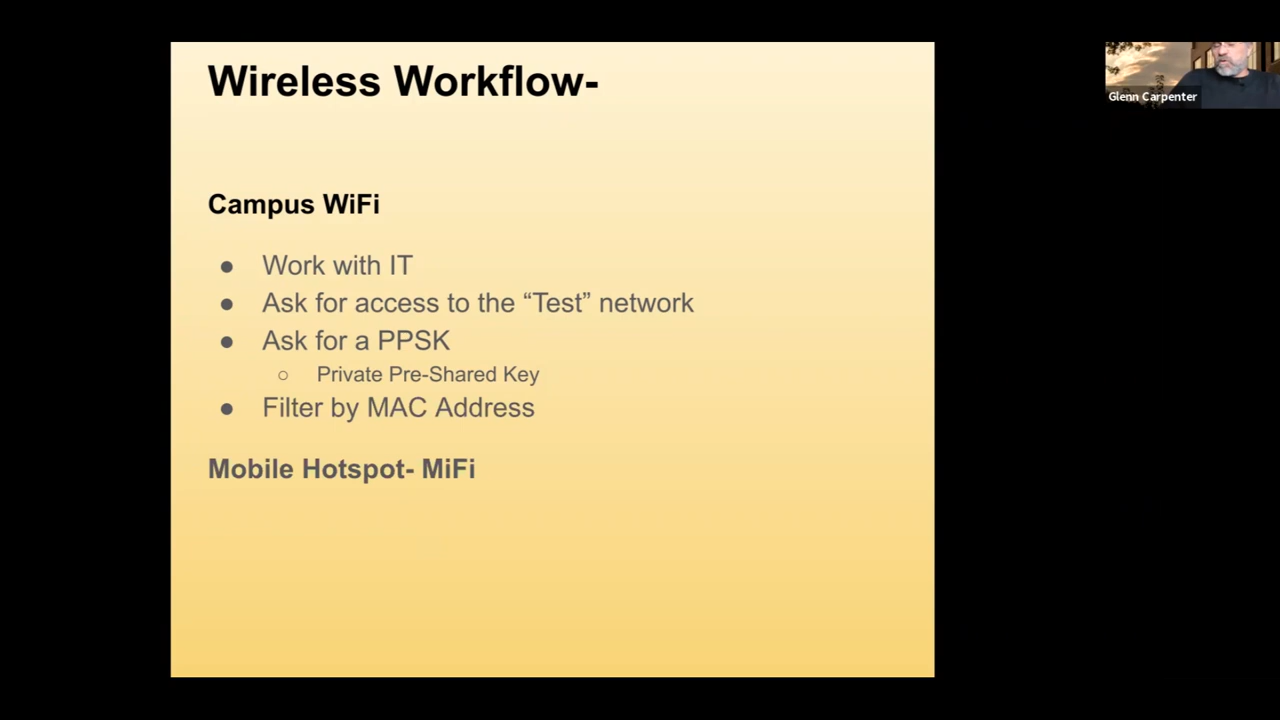 Wireless Workflow-
Glenn Carpenter
Campus WiFi
● Work with IT
● Ask for access to the “Test” network
● Ask for a PPSK
○ Private Pre-Shared Key
● Filter by MAC Address
Mobile Hotspot- MiFi